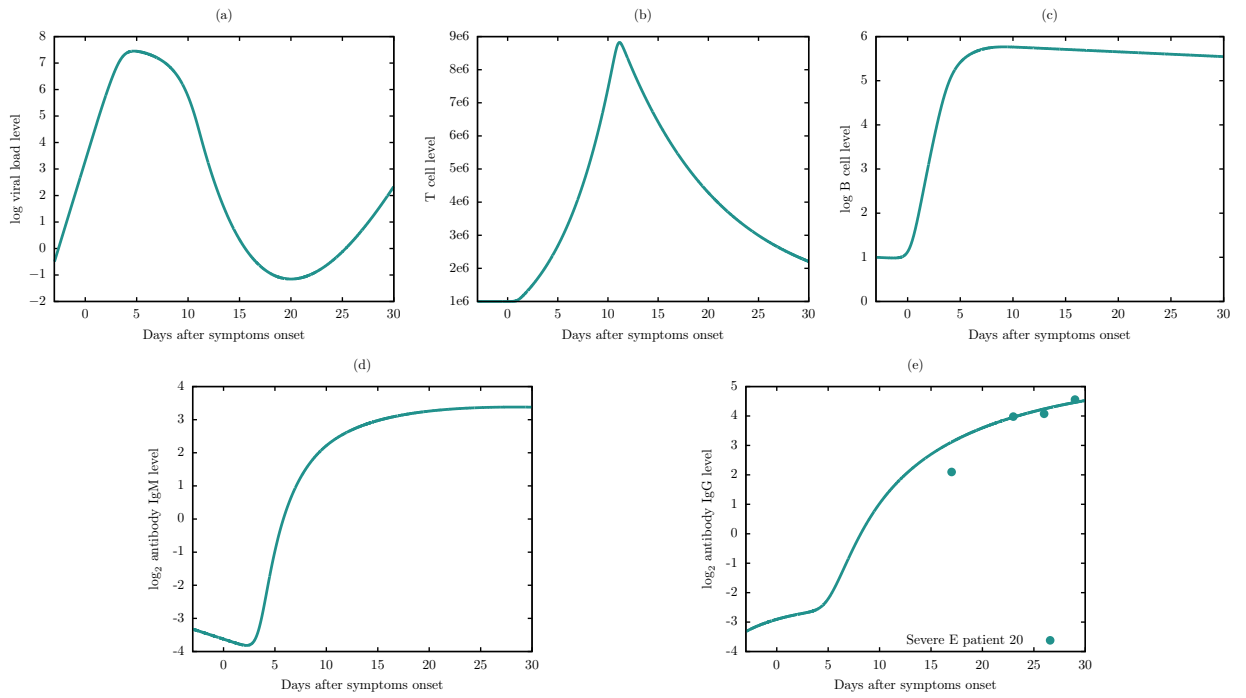 (a)
8
7
6
5
4
3
2
1
0
−1
−2
log viral load level
0 5 10 15 20 25 30
Days after symptoms onset
(b)
9e6
8e6
7e6
6e6
5e6
4e6
3e6
2e6
1e6
T cell level
0 5 10 15 20 25 30
Days after symptoms onset
(c)
6
5
4
3
2
1
0
log B cell level
0 5 10 15 20 25 30
Days after symptoms onset
(d)
4
3
2
1
0
-1
-2
-3
-4
log₂ antibody IgM level
0 5 10 15 20 25 30
Days after symptoms onset
(e)
5
4
3
2
1
0
-1
-2
-3
-4
log₂ antibody IgG level
Severe E patient 20
0 5 10 15 20 25 30
Days after symptoms onset